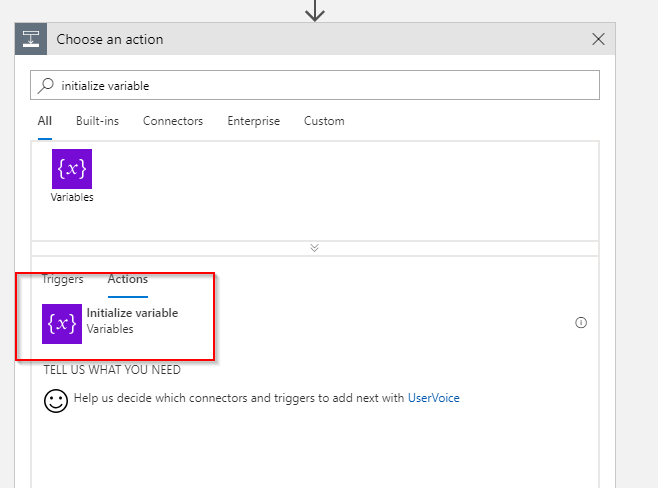 Choose an action
initialize variable
All Built-ins Connectors Enterprise Custom
{x}
Variables
Triggers Actions
{x} Initialize variable
Variables
TELL US WHAT YOU NEED
Help us decide which connectors and triggers to add next with UserVoice